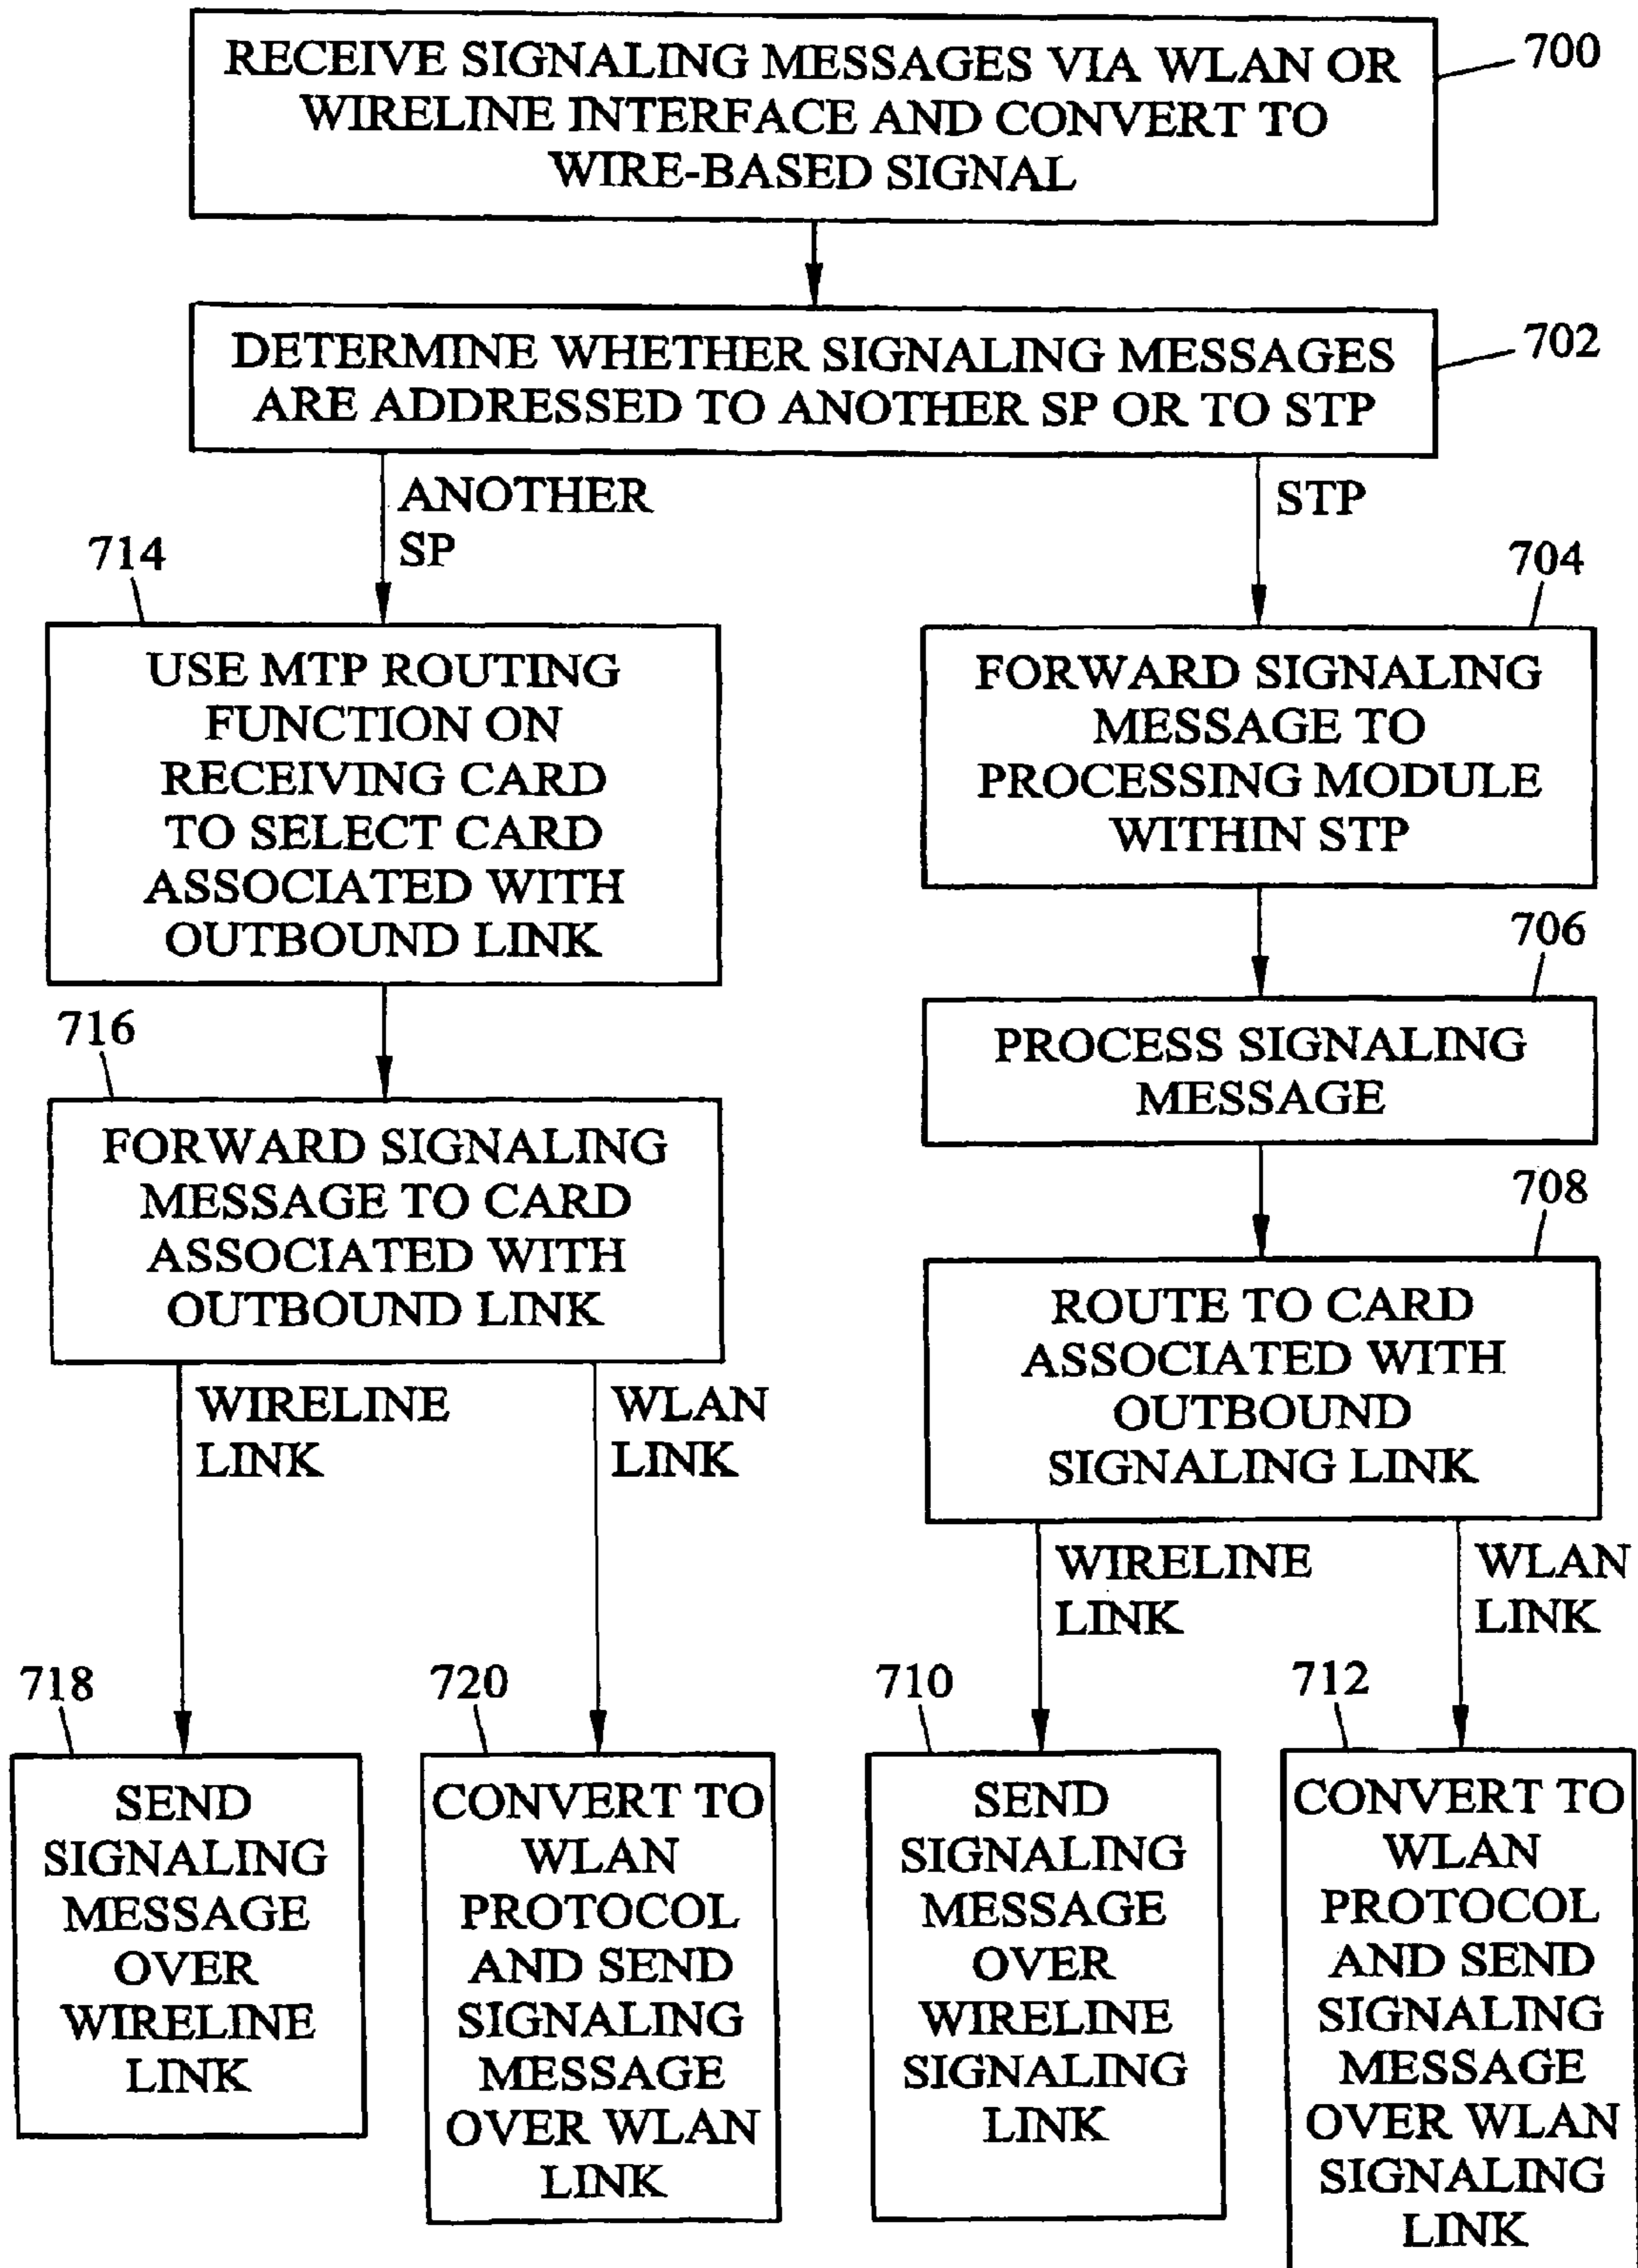 RECEIVE SIGNALING MESSAGES VIA WLAN OR
WIRELINE INTERFACE AND CONVERT TO
WIRE-BASED SIGNAL
700
DETERMINE WHETHER SIGNALING MESSAGES
ARE ADDRESSED TO ANOTHER SP OR TO STP
702
ANOTHER
SP
STP
714
USE MTP ROUTING
FUNCTION ON
RECEIVING CARD
TO SELECT CARD
ASSOCIATED WITH
OUTBOUND LINK
704
FORWARD SIGNALING
MESSAGE TO
PROCESSING MODULE
WITHIN STP
706
PROCESS SIGNALING
MESSAGE
716
FORWARD SIGNALING
MESSAGE TO CARD
ASSOCIATED WITH
OUTBOUND LINK
708
ROUTE TO CARD
ASSOCIATED WITH
OUTBOUND
SIGNALING LINK
WIRELINE
LINK
WLAN
LINK
WIRELINE
LINK
WLAN
LINK
718
SEND
SIGNALING
MESSAGE
OVER
WIRELINE
LINK
720
CONVERT TO
WLAN
PROTOCOL
AND SEND
SIGNALING
MESSAGE
OVER WLAN
LINK
710
SEND
SIGNALING
MESSAGE
OVER
WIRELINE
SIGNALING
LINK
712
CONVERT TO
WLAN
PROTOCOL
AND SEND
SIGNALING
MESSAGE
OVER WLAN
SIGNALING
LINK